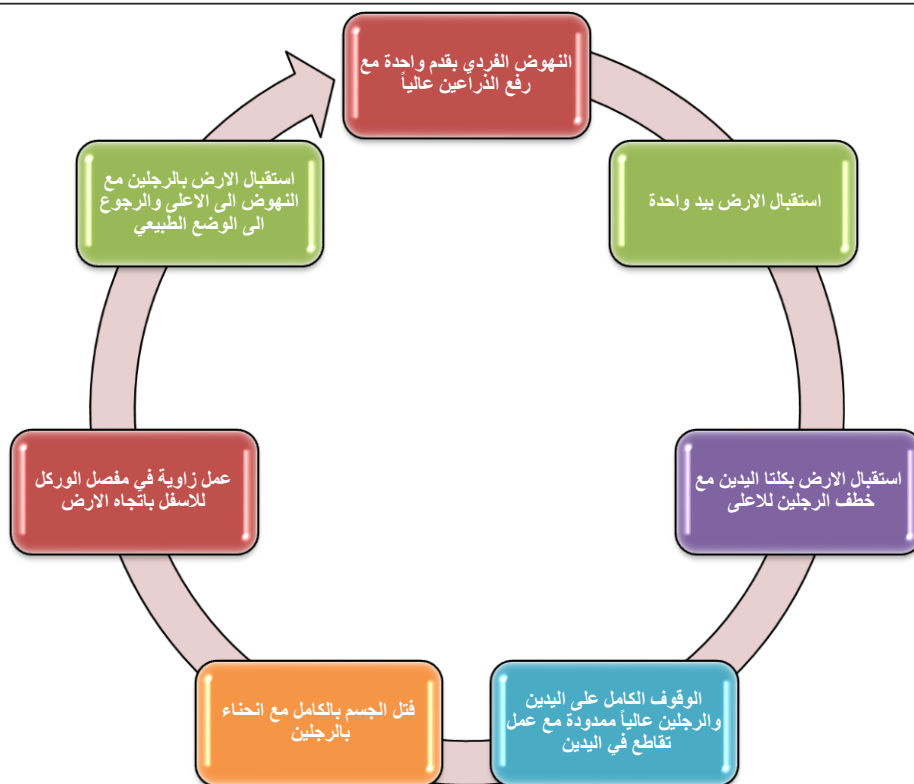 النهوض الفردي بقدم واحدة مع
رفع الذراعين عالياً
استقبال الارض بيد واحدة
استقبال الارض بكلتا اليدين مع
خطف الرجلين للاعلى
الوقوف الكامل على اليدين
والرجلين عالياً ممدودة مع عمل
تقاطع في اليدين
فتل الجسم بالكامل مع انحناء
بالرجلين
عمل زاوية في مفصل الوركل
للاسفل باتجاه الارض
استقبال الارض بالرجلين مع
النهوض الى الاعلى والرجوع
الى الوضع الطبيعي